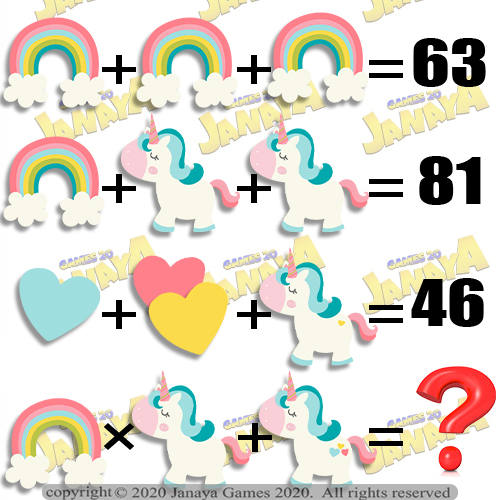 + + = 63
+ + = 81
+ + = 46
× + = ?
GAMES 20
JANAYA
copyright © 2020 Janaya Games 2020. All rights reserved